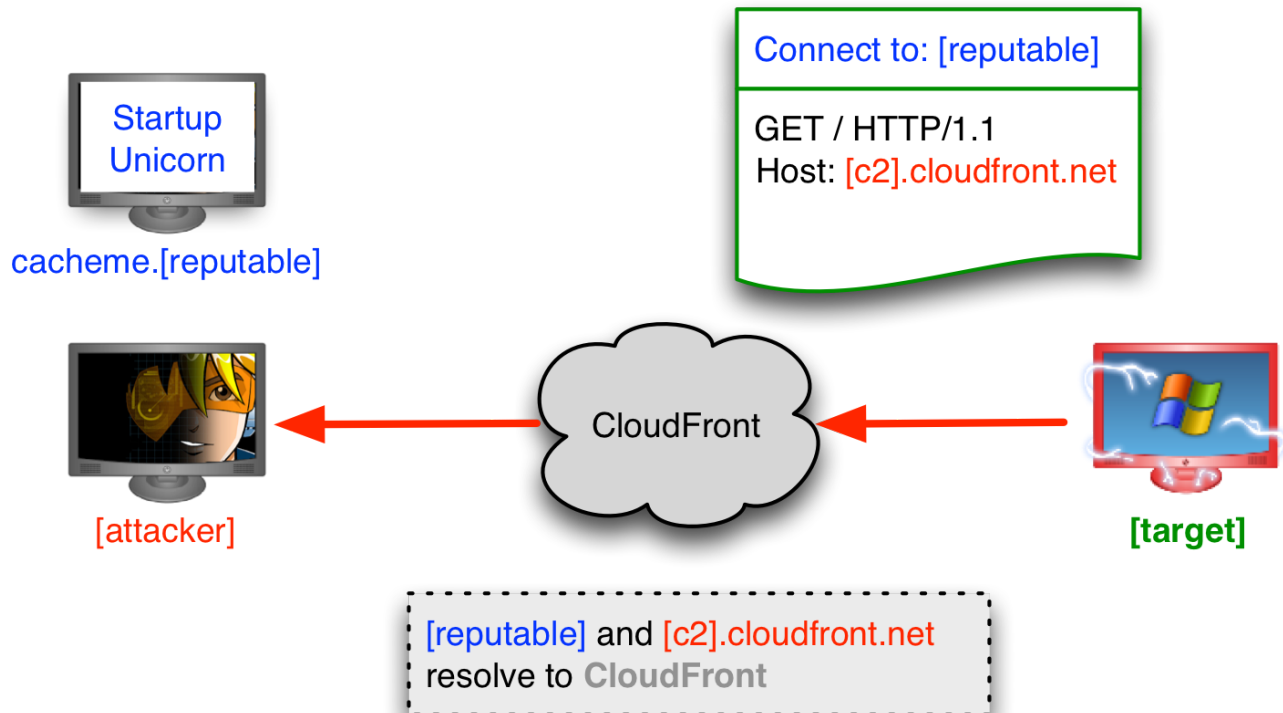 Connect to: [reputable]
GET / HTTP/1.1
Host: [c2].cloudfront.net
Startup
Unicorn
cacheme.[reputable]
CloudFront
[attacker]
[target]
[reputable] and [c2].cloudfront.net
resolve to CloudFront